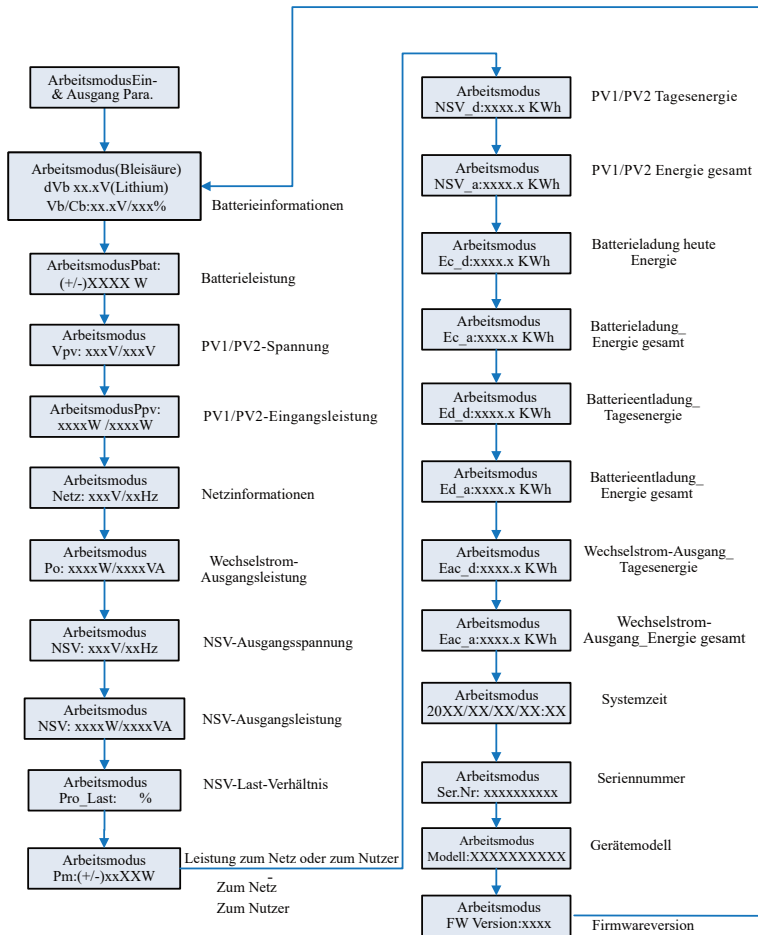 ArbeitsmodusEin-
& Ausgang Para.
Arbeitsmodus(Bleisäure)
dVb xx.xV(Lithium)
Vb/Cb:xx.xV/xxx%
Batterieinformationen
ArbeitsmodusPbat:
(+/-)XXXX W
Batterieleistung
Arbeitsmodus
Vpv: xxxV/xxxV
PV1/PV2-Spannung
ArbeitsmodusPpv:
xxxxW /xxxxW
PV1/PV2-Eingangsleistung
Arbeitsmodus
Netz: xxxV/xxHz
Netzinformationen
Arbeitsmodus
Po: xxxxW/xxxxVA
Wechselstrom-
Ausgangsleistung
Arbeitsmodus
NSV: xxxV/xxHz
NSV-Ausgangsspannung
Arbeitsmodus
NSV: xxxxW/xxxxVA
NSV-Ausgangsleistung
Arbeitsmodus
Pro_Last: %
NSV-Last-Verhältnis
Arbeitsmodus
Pm:(+/-)xxXXW
Leistung zum Netz oder zum Nutzer
-
Zum Netz
Zum Nutzer
Arbeitsmodus
NSV_d:xxxx.x KWh
PV1/PV2 Tagesenergie
Arbeitsmodus
NSV_a:xxxx.x KWh
PV1/PV2 Energie gesamt
Arbeitsmodus
Ec_d:xxxx.x KWh
Batterieladung heute
Energie
Arbeitsmodus
Ec_a:xxxx.x KWh
Batterieladung_
Energie gesamt
Arbeitsmodus
Ed_d:xxxx.x KWh
Batterieentladung_
Tagesenergie
Arbeitsmodus
Ed_a:xxxx.x KWh
Batterieentladung_
Energie gesamt
Arbeitsmodus
Eac_d:xxxx.x KWh
Wechselstrom-Ausgang_
Tagesenergie
Arbeitsmodus
Eac_a:xxxx.x KWh
Wechselstrom-
Ausgang_Energie gesamt
Arbeitsmodus
20XX/XX/XX/XX:XX
Systemzeit
Arbeitsmodus
Ser.Nr: xxxxxxxxxx
Seriennummer
Arbeitsmodus
Modell:XXXXXXXXXX
Gerätemodell
Arbeitsmodus
FW Version:xxxx
Firmwareversion